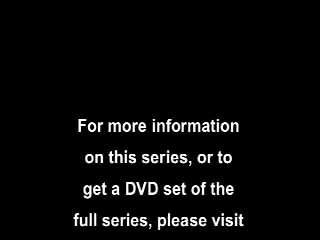 For more information
on this series, or to
get a DVD set of the
full series, please visit